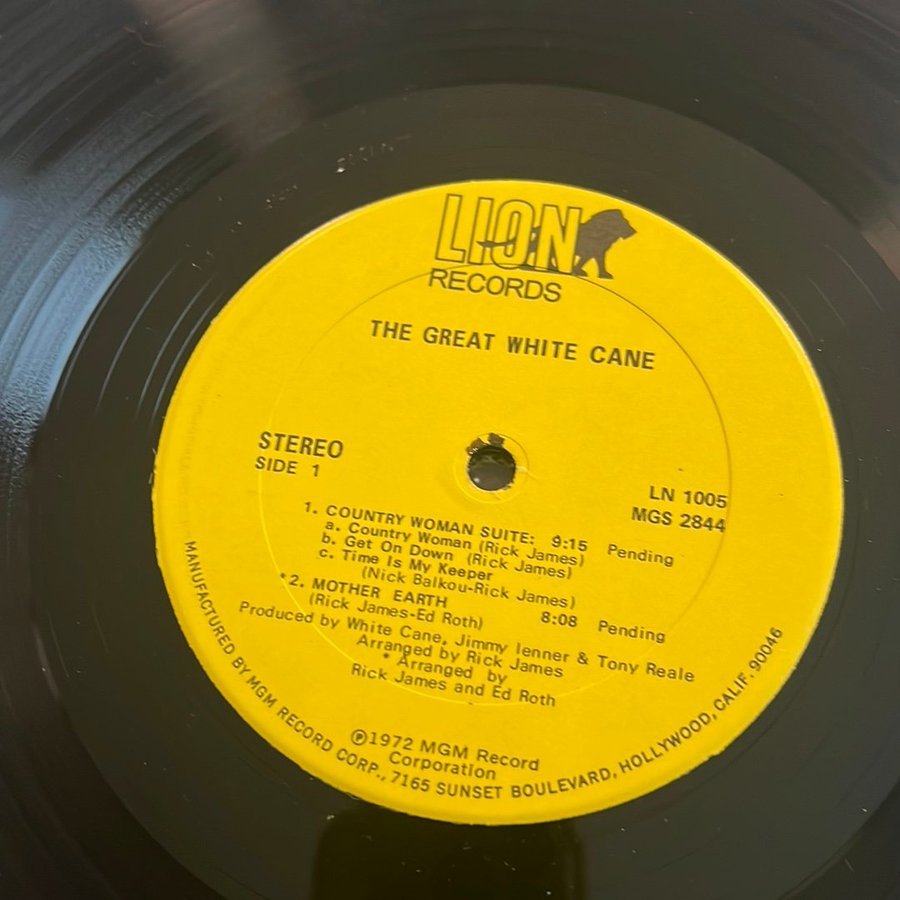 LION
RECORDS
THE GREAT WHITE CANE
STEREO
SIDE 1
LN 1005
MGS 2844
1. COUNTRY WOMAN SUITE: 9:15 Pending
a. Country Woman (Rick James)
b. Get On Down (Rick James)
c. Time Is My Keeper
(Nick Balkou-Rick James)
*2. MOTHER EARTH
(Rick James-Ed Roth) 8:08 Pending
Produced by White Cane, Jimmy Ienner & Tony Reale
Arranged by Rick James
* Arranged by
Rick James and Ed Roth
℗1972 MGM Record
Corporation
MANUFACTURED BY MGM RECORD CORP., 7165 SUNSET BOULEVARD, HOLLYWOOD, CALIF. 90046